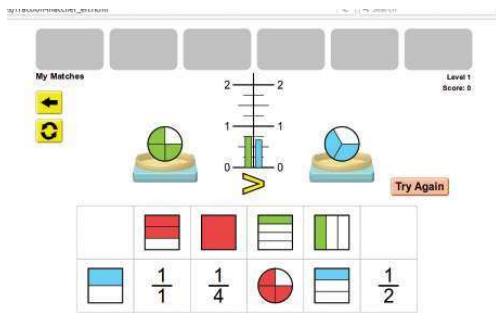 My Matches
Level 1
Score: 0
2 2
1 1
0 0
>
Try Again
1/1 1/4 1/2